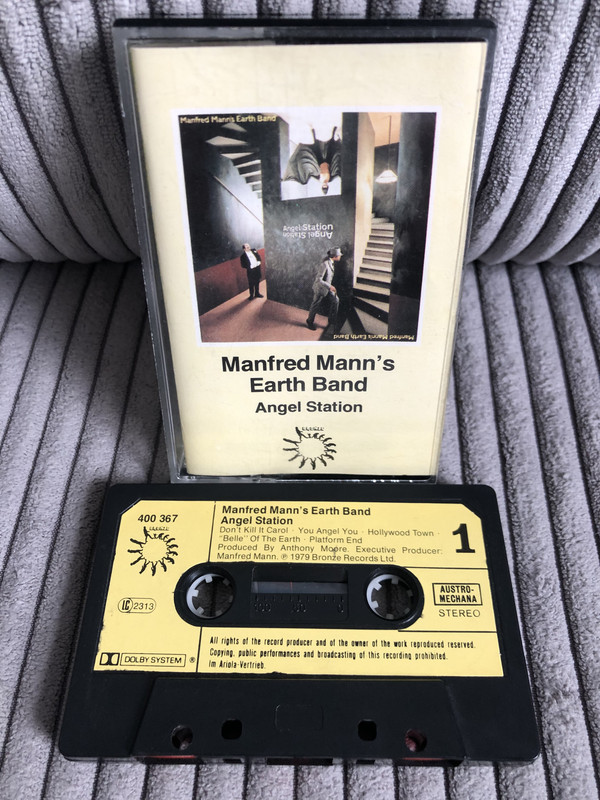 Manfred Mann's Earth Band
Angel Station
Angel Station
Manfred Mann's Earth Band
Manfred Mann's
Earth Band
Angel Station
BRONZE
400 367
BRONZE
LC 2313
DOLBY SYSTEM ®
Manfred Mann's Earth Band
Angel Station
Don't Kill It Carol · You Angel You · Hollywood Town ·
"Belle" Of The Earth · Platform End
Produced By Anthony Moore. Executive Producer:
Manfred Mann. ℗ 1979 Bronze Records Ltd.
1
AUSTRO-
MECHANA
STEREO
All rights of the record producer and of the owner of the work reproduced reserved.
Copying, public performances and broadcasting of this recording prohibited.
Im Ariola-Vertrieb.